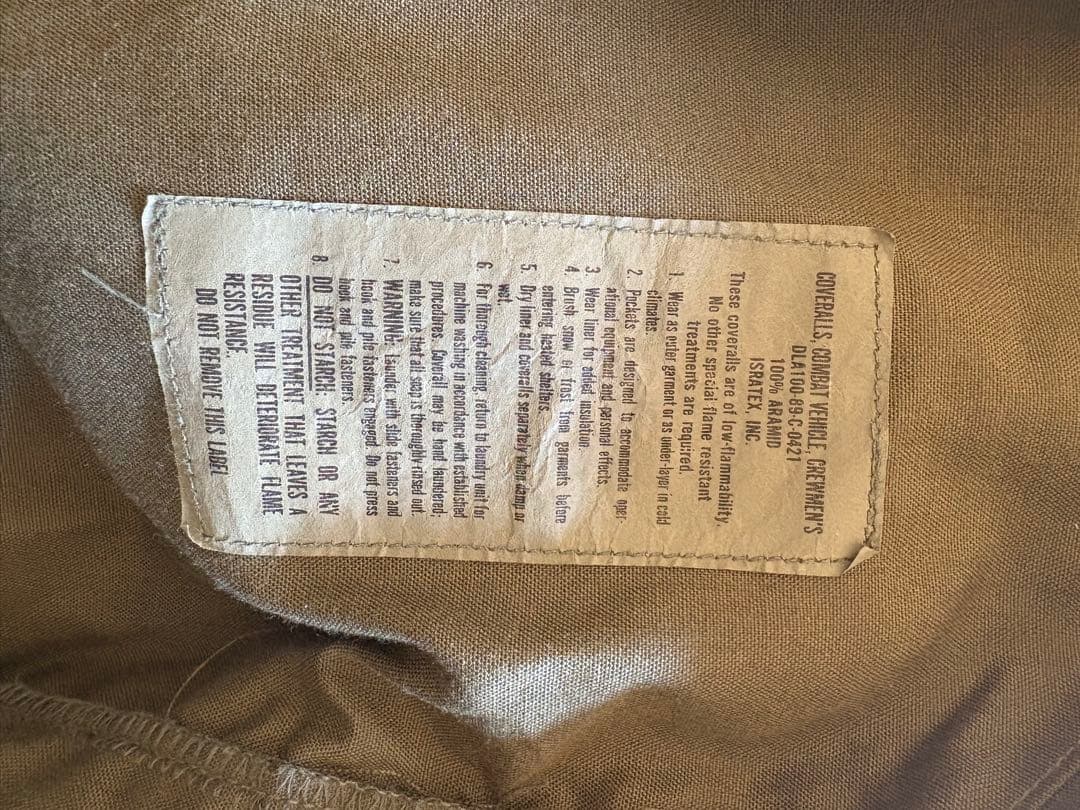 COVERALLS, COMBAT VEHICLE, CREWMEN'S
DLA100-89-C-0421
100% ARAMID
ISRATEX, INC.
These coveralls are of low-flammability.
No other special flame resistant
treatments are required.
1. Wear as outer garment or as under-layer in cold
climates.
2. Pockets are designed to accommodate oper-
ational equipment and personal effects.
3. Wear liner for added insulation.
4. Brush snow or frost from garments before
entering heated shelters.
5. Dry liner and coveralls separately when damp or
wet.
6. For thorough cleaning, return to laundry unit for
machine washing in accordance with established
procedures. Coverall may be hand laundered;
make sure that all soap is thoroughly rinsed out.
7. WARNING: Launder with slide fasteners and
hook and pile fasteners engaged. Do not press
hook and pile fasteners.
8. DO NOT STARCH: STARCH OR ANY
OTHER TREATMENT THAT LEAVES A
RESIDUE WILL DETERIORATE FLAME
RESISTANCE.
DO NOT REMOVE THIS LABEL